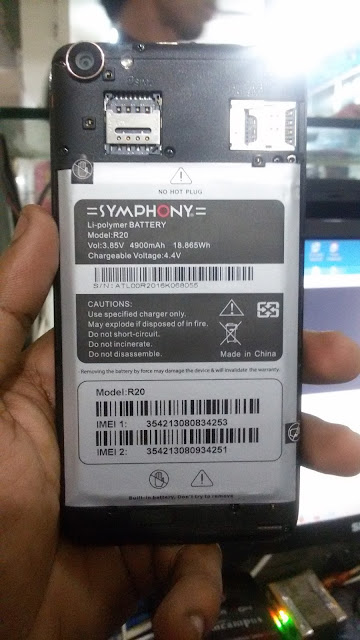 NO HOT PLUG
=SYMPHONY=
Li-polymer BATTERY
Model:R20
Vol:3.85V 4900mAh 18.865Wh
Chargeable Voltage:4.4V
S/N: ATL00R2016K068055
CAUTIONS:
Use specified charger only.
May explode if disposed of in fire.
Do not short-circuit.
Do not incinerate.
Do not disassemble.
Made in China
Removing the battery by force may damage the device & will invalidate the warranty.
Model:R20
IMEI 1: 354213080834253
IMEI 2: 354213080934251
Built-in battery, Don't try to remove